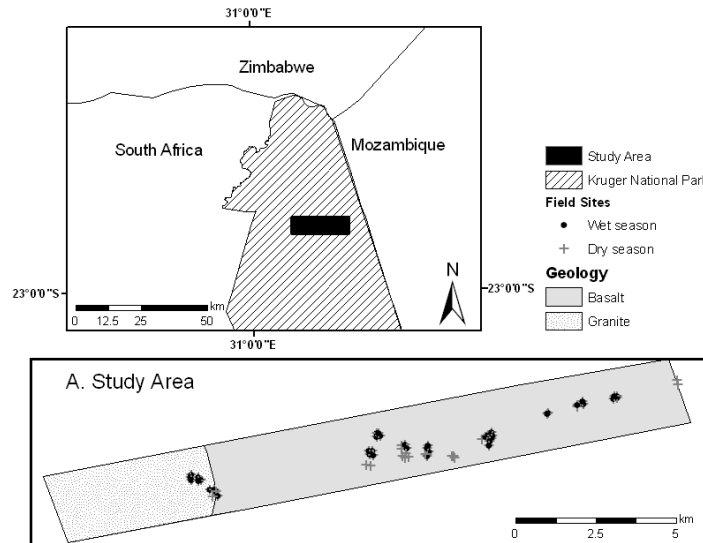 31°0'0"E
Zimbabwe
South Africa
Mozambique
N
23°0'0"S
23°0'0"S
km
0 12.5 25 50
31°0'0"E
Study Area
Kruger National Park
Field Sites
Wet season
Dry season
Geology
Basalt
Granite
A. Study Area
km
0 2.5 5